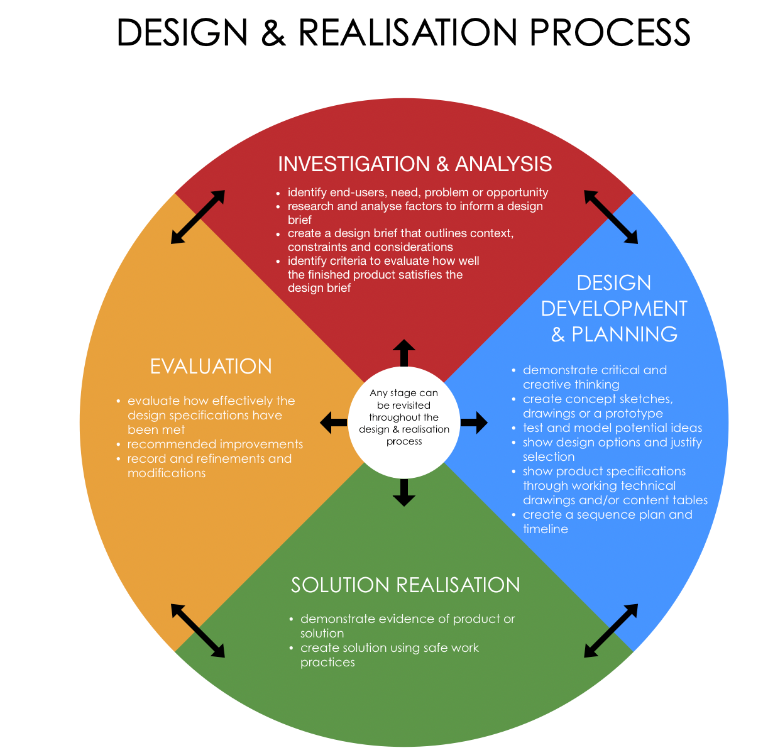 DESIGN & REALISATION PROCESS
INVESTIGATION & ANALYSIS
• identify end-users, need, problem or opportunity
• research and analyse factors to inform a design
brief
• create a design brief that outlines context,
constraints and considerations
• identify criteria to evaluate how well
the finished product satisfies the
design brief
DESIGN
DEVELOPMENT
& PLANNING
• demonstrate critical and
creative thinking
• create concept sketches,
drawings or a prototype
• test and model potential ideas
• show design options and justify
selection
• show product specifications
through working technical
drawings and/or content tables
• create a sequence plan and
timeline
EVALUATION
• evaluate how effectively the
design specifications have
been met
• recommended improvements
• record and refinements and
modifications
Any stage can
be revisited
throughout the
design & realisation
process
SOLUTION REALISATION
• demonstrate evidence of product or
solution
• create solution using safe work
practices